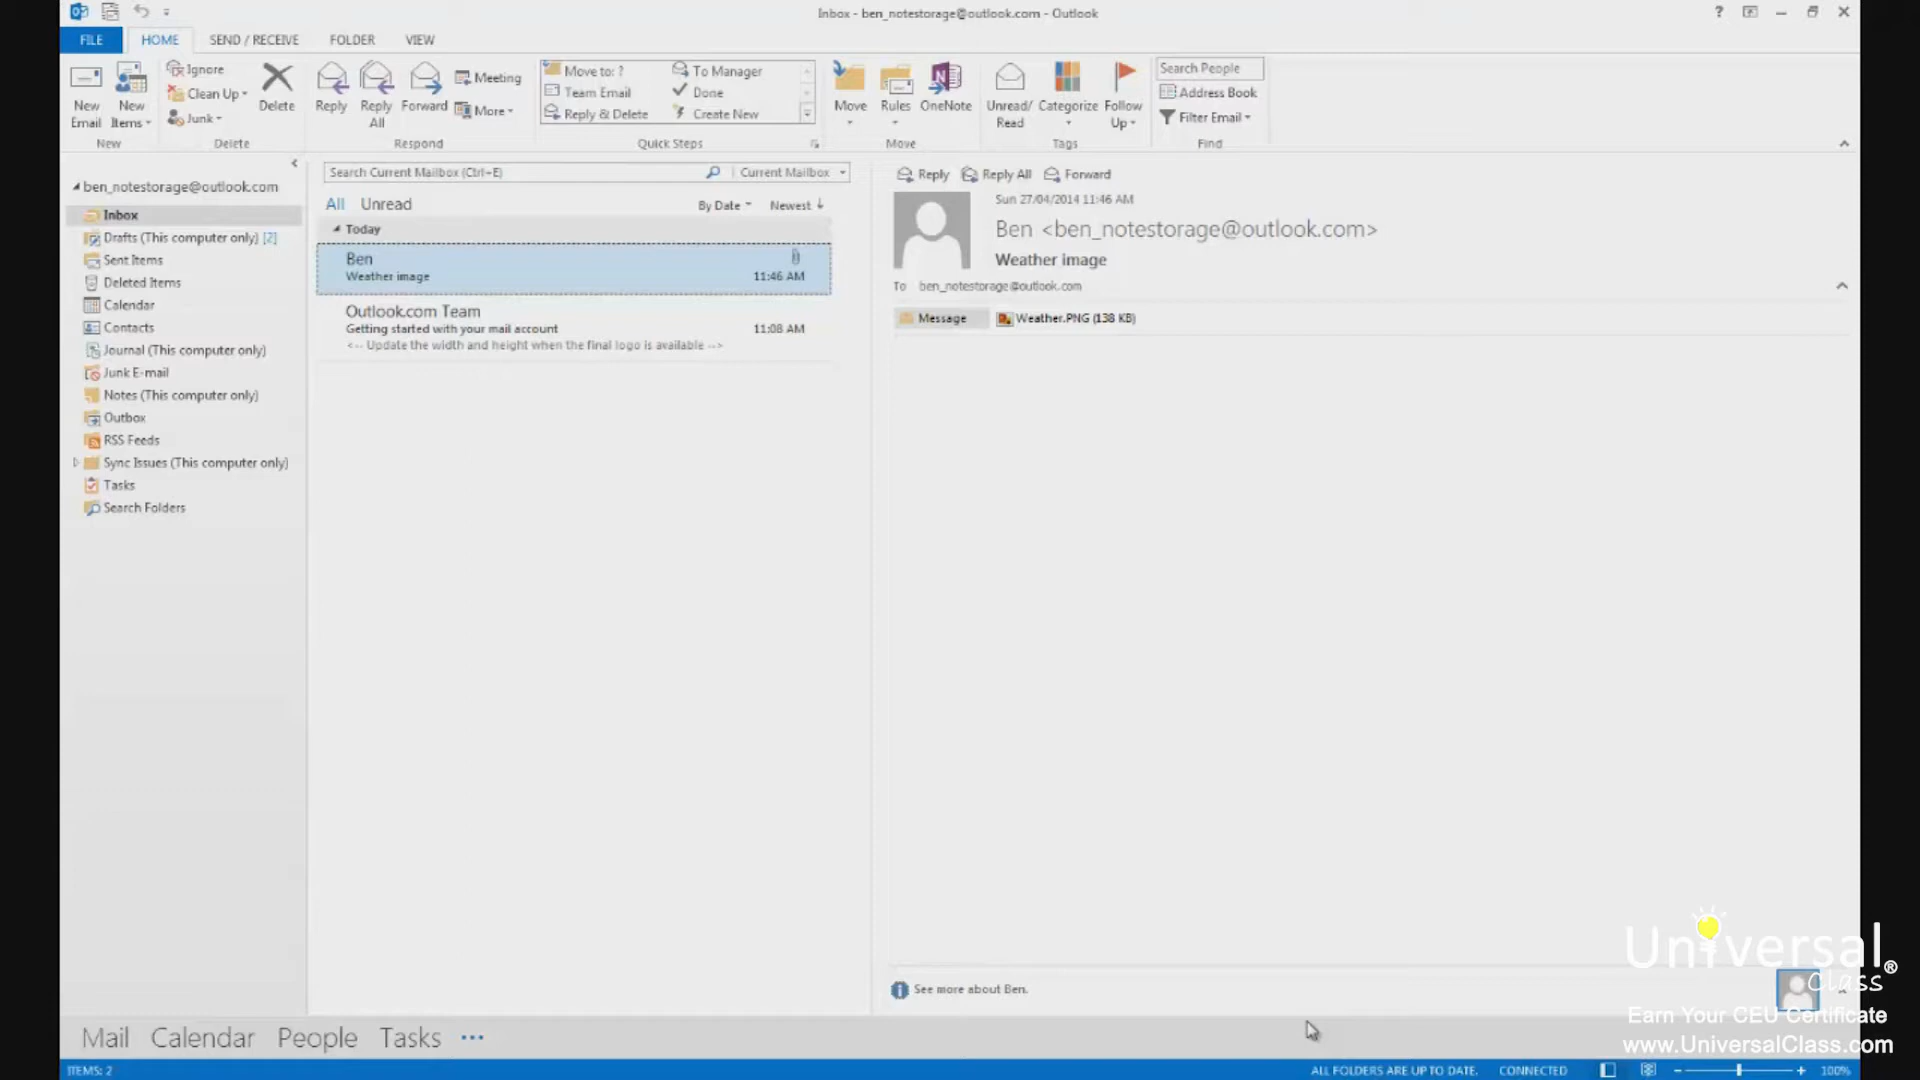 Inbox - ben_notestorage@outlook.com - Outlook
FILE HOME SEND / RECEIVE FOLDER VIEW
New Email
New Items
Ignore
Clean Up
Junk
Delete
Reply
Reply All
Forward
Meeting
More
Move to: ?
Team Email
Reply & Delete
To Manager
Done
Create New
Move
Rules
OneNote
Unread/ Read
Categorize
Follow Up
Search People
Address Book
Filter Email
New Delete Respond Quick Steps Move Tags Find
ben_notestorage@outlook.com
Inbox
Drafts (This computer only) [2]
Sent Items
Deleted Items
Calendar
Contacts
Journal (This computer only)
Junk E-mail
Notes (This computer only)
Outbox
RSS Feeds
Sync Issues (This computer only)
Tasks
Search Folders
Search Current Mailbox (Ctrl+E) Current Mailbox
All Unread By Date Newest
Today
Ben
Weather image 11:46 AM
Outlook.com Team
Getting started with your mail account 11:08 AM
<-- Update the width and height when the final logo is available -->
Reply Reply All Forward
Sun 27/04/2014 11:46 AM
Ben <ben_notestorage@outlook.com>
Weather image
To ben_notestorage@outlook.com
Message Weather.PNG (138 KB)
See more about Ben.
Universal
Class®
Earn Your CEU Certificate
www.UniversalClass.com
Mail Calendar People Tasks ...
ITEMS: 2 ALL FOLDERS ARE UP TO DATE. CONNECTED 100%